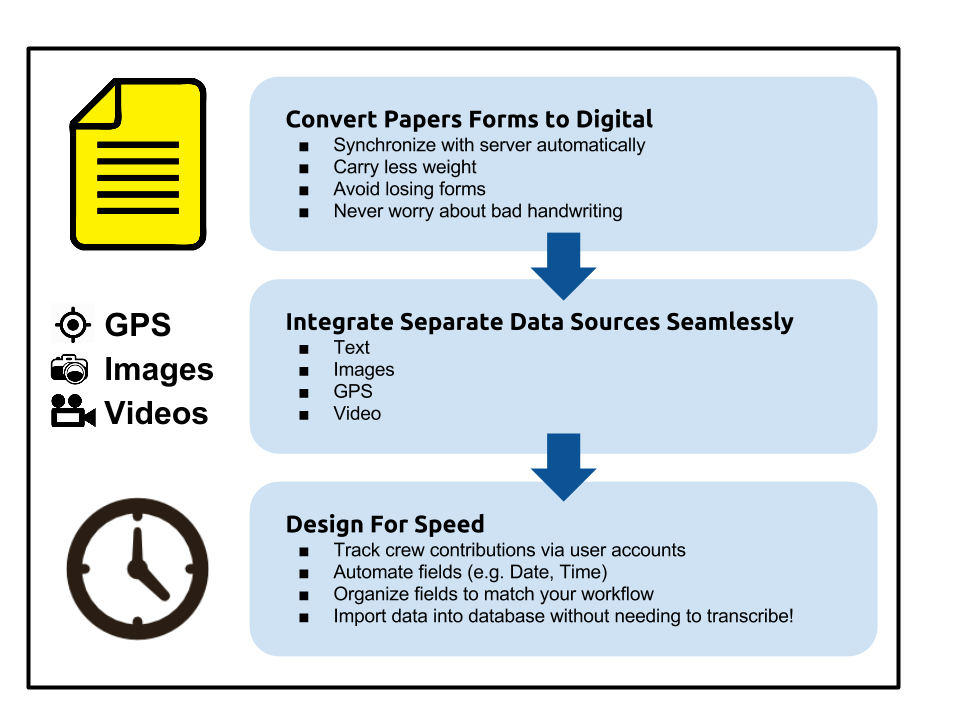 Convert Papers Forms to Digital
■ Synchronize with server automatically
■ Carry less weight
■ Avoid losing forms
■ Never worry about bad handwriting
GPS
Images
Videos
Integrate Separate Data Sources Seamlessly
■ Text
■ Images
■ GPS
■ Video
Design For Speed
■ Track crew contributions via user accounts
■ Automate fields (e.g. Date, Time)
■ Organize fields to match your workflow
■ Import data into database without needing to transcribe!